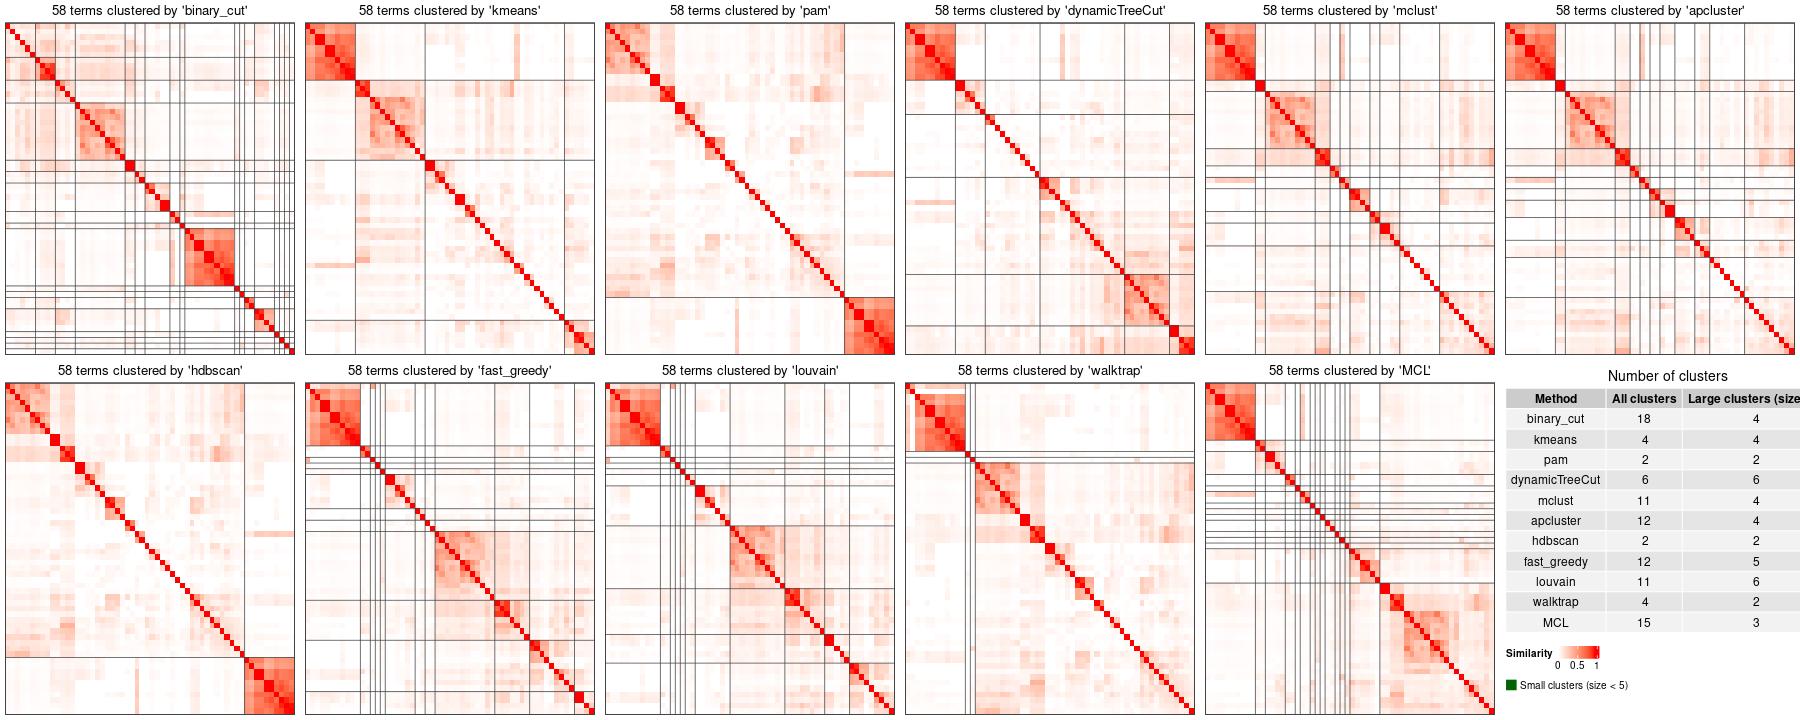 58 terms clustered by 'binary_cut'
58 terms clustered by 'kmeans'
58 terms clustered by 'pam'
58 terms clustered by 'dynamicTreeCut'
58 terms clustered by 'mclust'
58 terms clustered by 'apcluster'
58 terms clustered by 'hdbscan'
58 terms clustered by 'fast_greedy'
58 terms clustered by 'louvain'
58 terms clustered by 'walktrap'
58 terms clustered by 'MCL'
Number of clusters
Method All clusters Large clusters (size
binary_cut 18 4
kmeans 4 4
pam 2 2
dynamicTreeCut 6 6
mclust 11 4
apcluster 12 4
hdbscan 2 2
fast_greedy 12 5
louvain 11 6
walktrap 4 2
MCL 15 3
Similarity
0 0.5 1
Small clusters (size < 5)